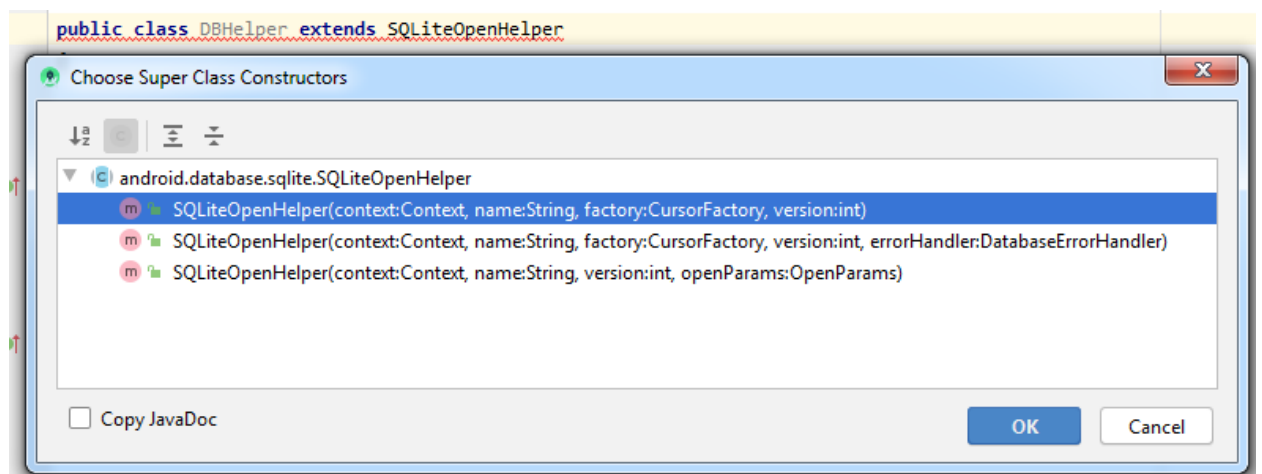 public class DBHelper extends SQLiteOpenHelper
Choose Super Class Constructors
android.database.sqlite.SQLiteOpenHelper
SQLiteOpenHelper(context:Context, name:String, factory:CursorFactory, version:int)
SQLiteOpenHelper(context:Context, name:String, factory:CursorFactory, version:int, errorHandler:DatabaseErrorHandler)
SQLiteOpenHelper(context:Context, name:String, version:int, openParams:OpenParams)
Copy JavaDoc
OK
Cancel